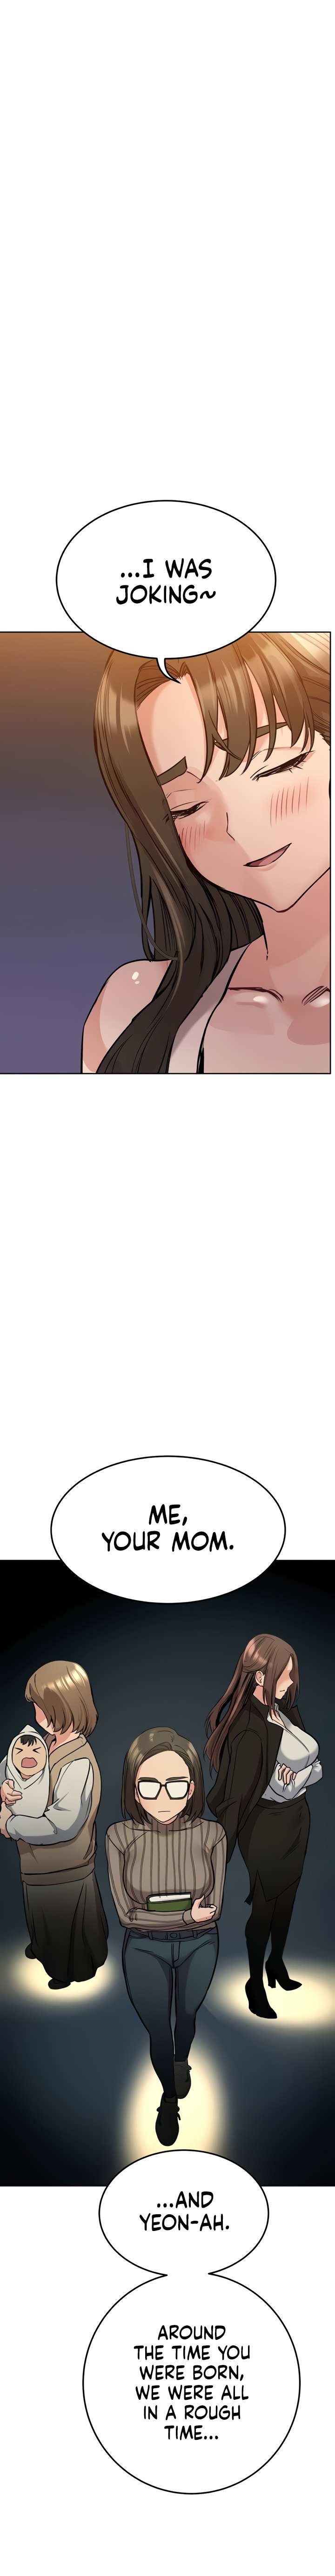 ...I WAS
JOKING~
ME,
YOUR MOM.
...AND
YEON-AH.
AROUND
THE TIME YOU
WERE BORN,
WE WERE ALL
IN A ROUGH
TIME...